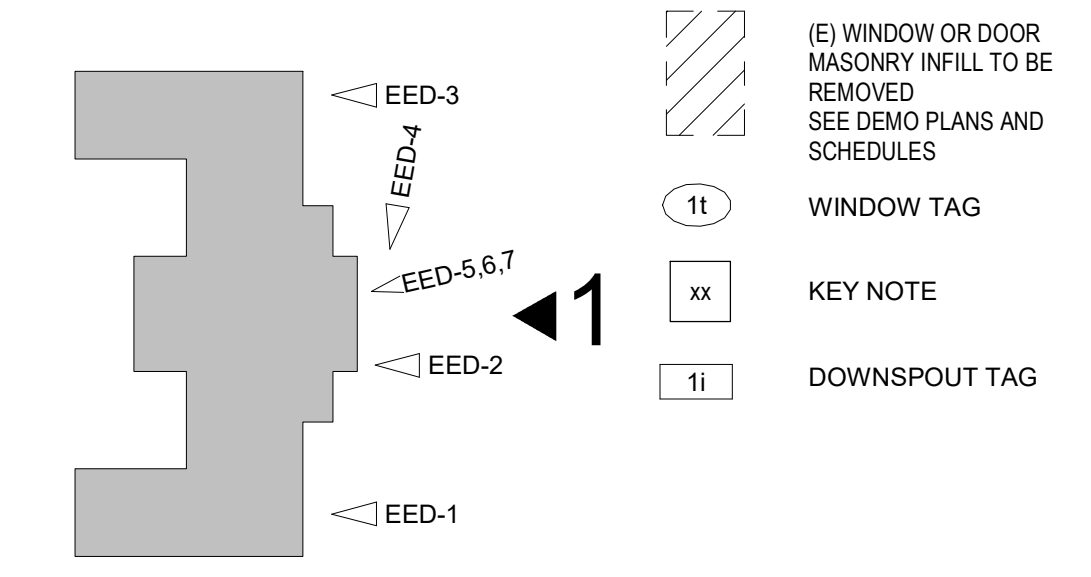 EED-3
EED-4
EED-5,6,7
1
EED-2
EED-1
(E) WINDOW OR DOOR
MASONRY INFILL TO BE
REMOVED
SEE DEMO PLANS AND
SCHEDULES
1t
WINDOW TAG
xx
KEY NOTE
1i
DOWNSPOUT TAG